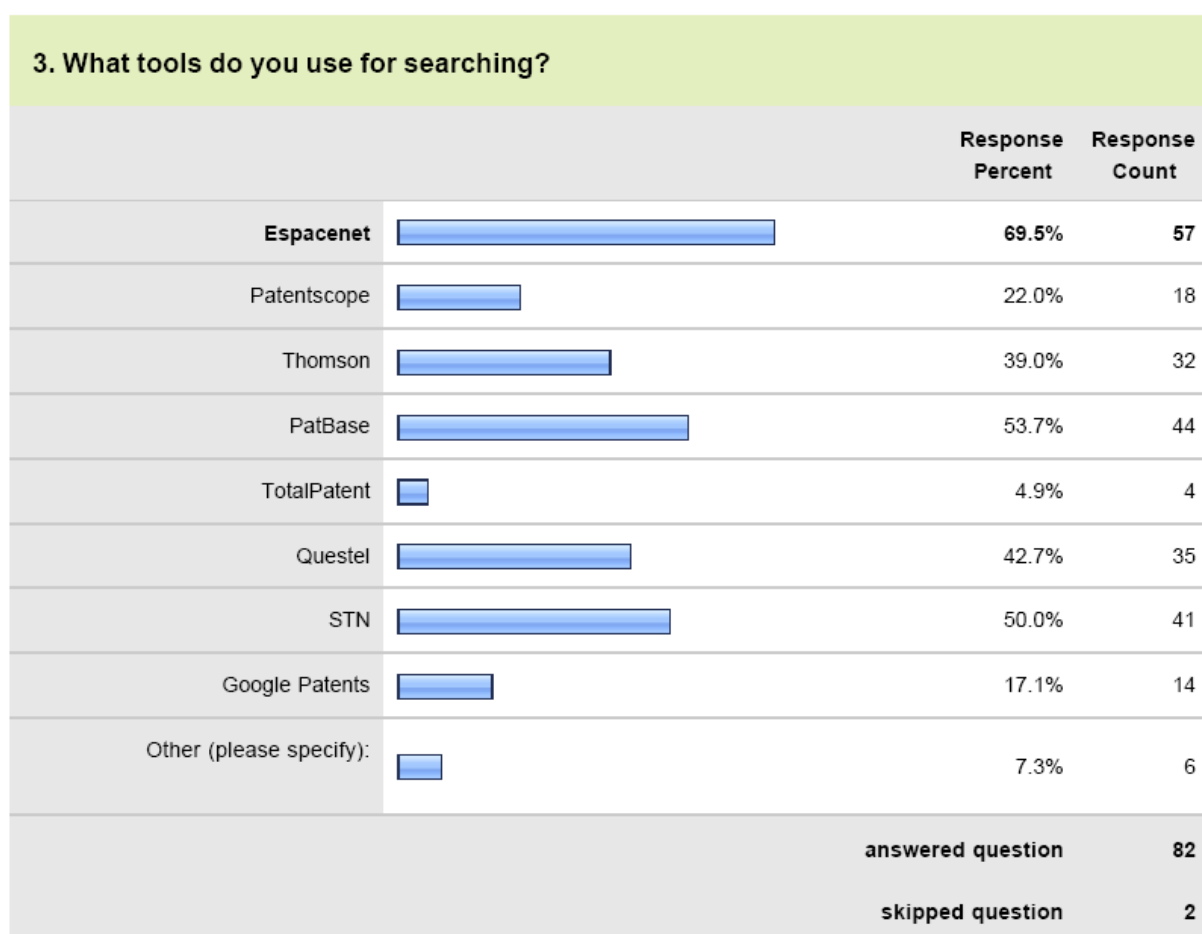 3. What tools do you use for searching?
Response Percent Response Count
Espacenet 69.5% 57
Patentscope 22.0% 18
Thomson 39.0% 32
PatBase 53.7% 44
TotalPatent 4.9% 4
Questel 42.7% 35
STN 50.0% 41
Google Patents 17.1% 14
Other (please specify): 7.3% 6
answered question 82
skipped question 2